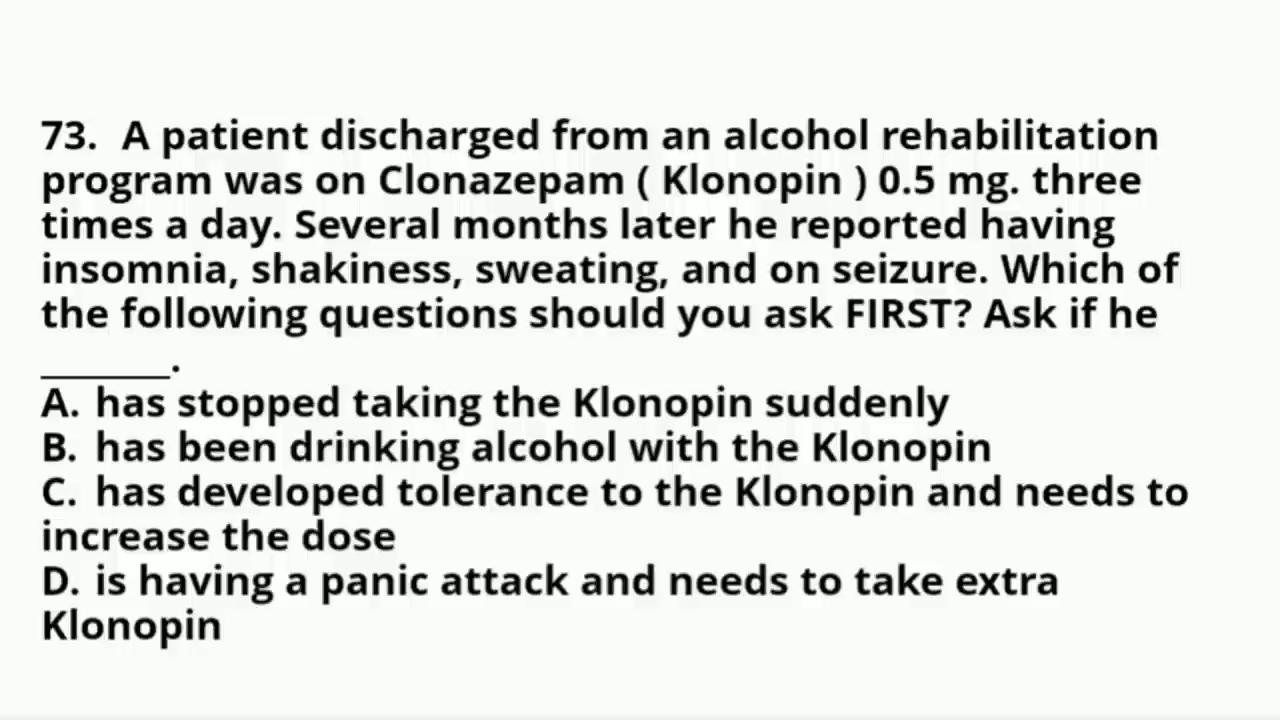 73. A patient discharged from an alcohol rehabilitation
program was on Clonazepam ( Klonopin ) 0.5 mg. three
times a day. Several months later he reported having
insomnia, shakiness, sweating, and on seizure. Which of
the following questions should you ask FIRST? Ask if he
______.
A. has stopped taking the Klonopin suddenly
B. has been drinking alcohol with the Klonopin
C. has developed tolerance to the Klonopin and needs to
increase the dose
D. is having a panic attack and needs to take extra
Klonopin